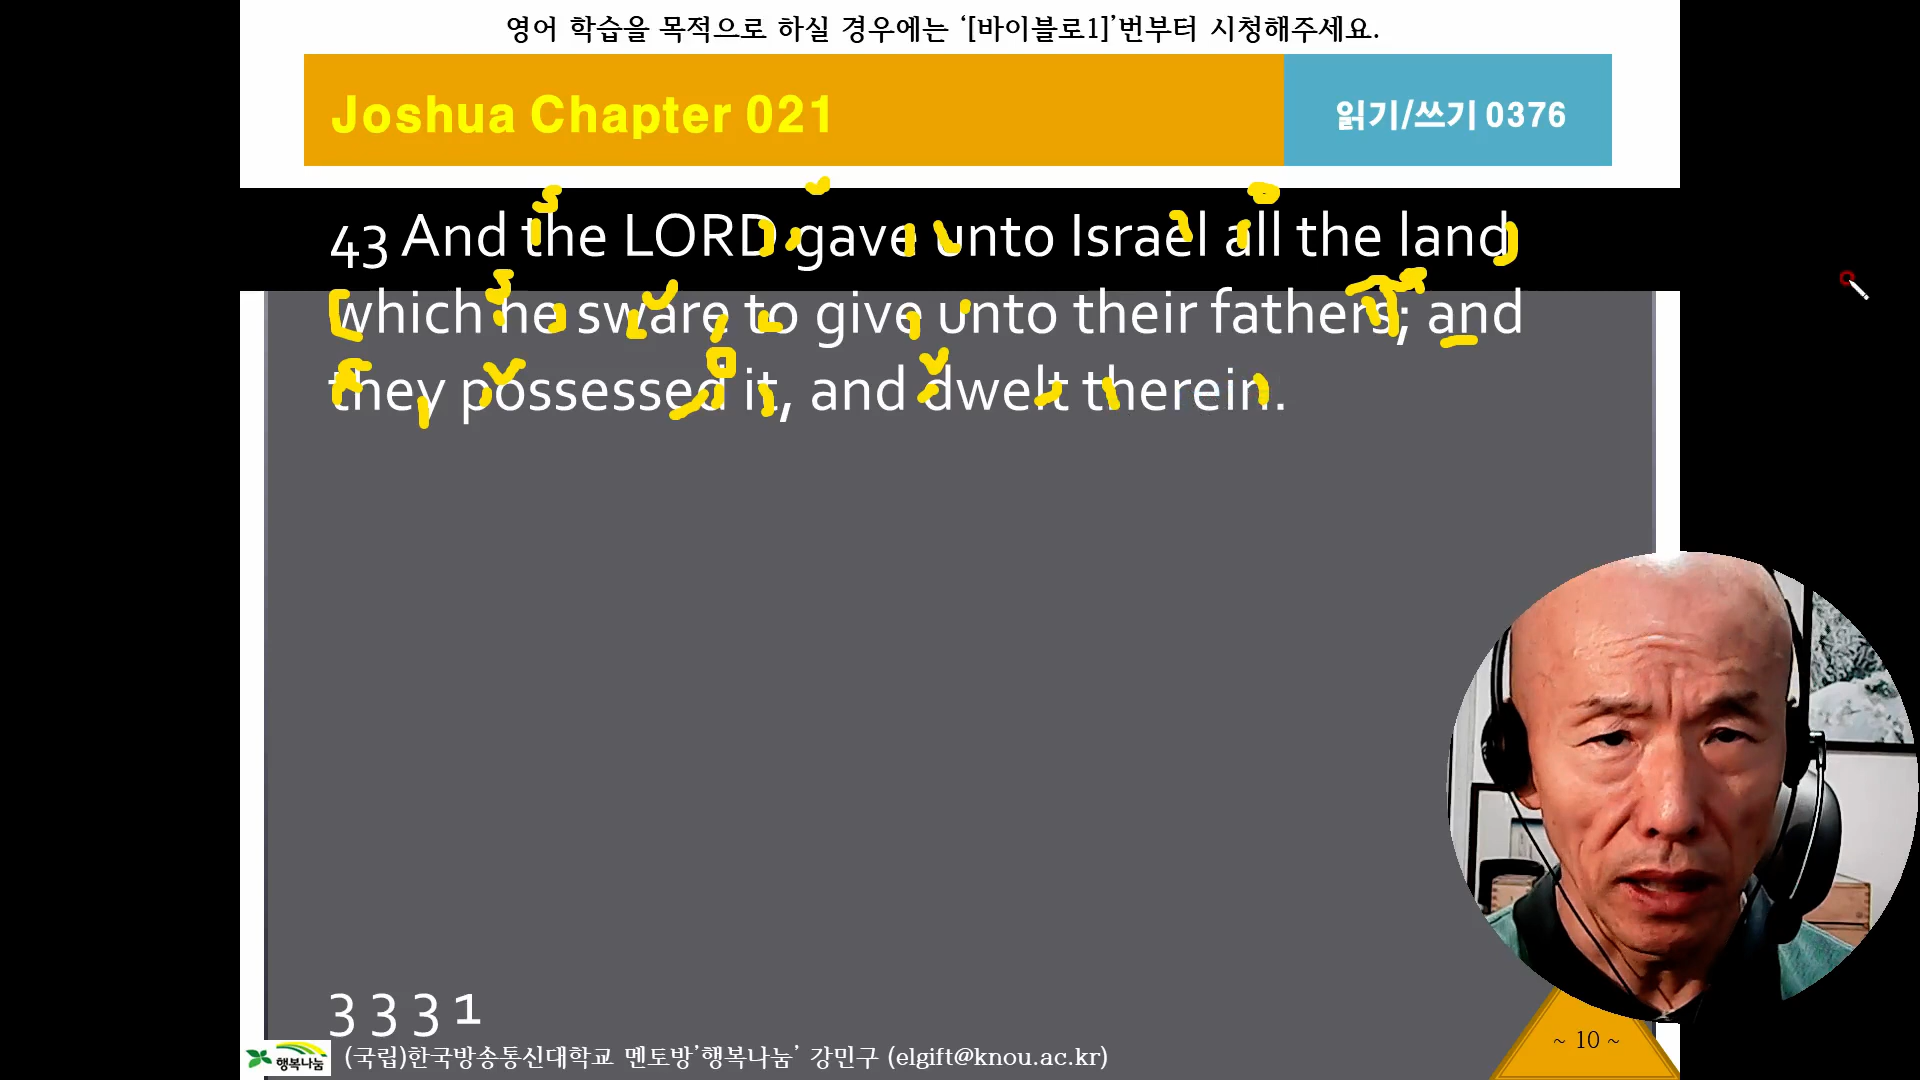 영어 학습을 목적으로 하실 경우에는 ‘[바이블로1]’번부터 시청해주세요.
Joshua Chapter 021
읽기/쓰기 0376
43 And the LORD gave unto Israel all the land
which he sware to give unto their fathers; and
they possessed it, and dwelt therein.
3 3 3 1
행복나눔
(국립)한국방송통신대학교 멘토방’행복나눔’ 강민구 (elgift@knou.ac.kr)
~ 10 ~